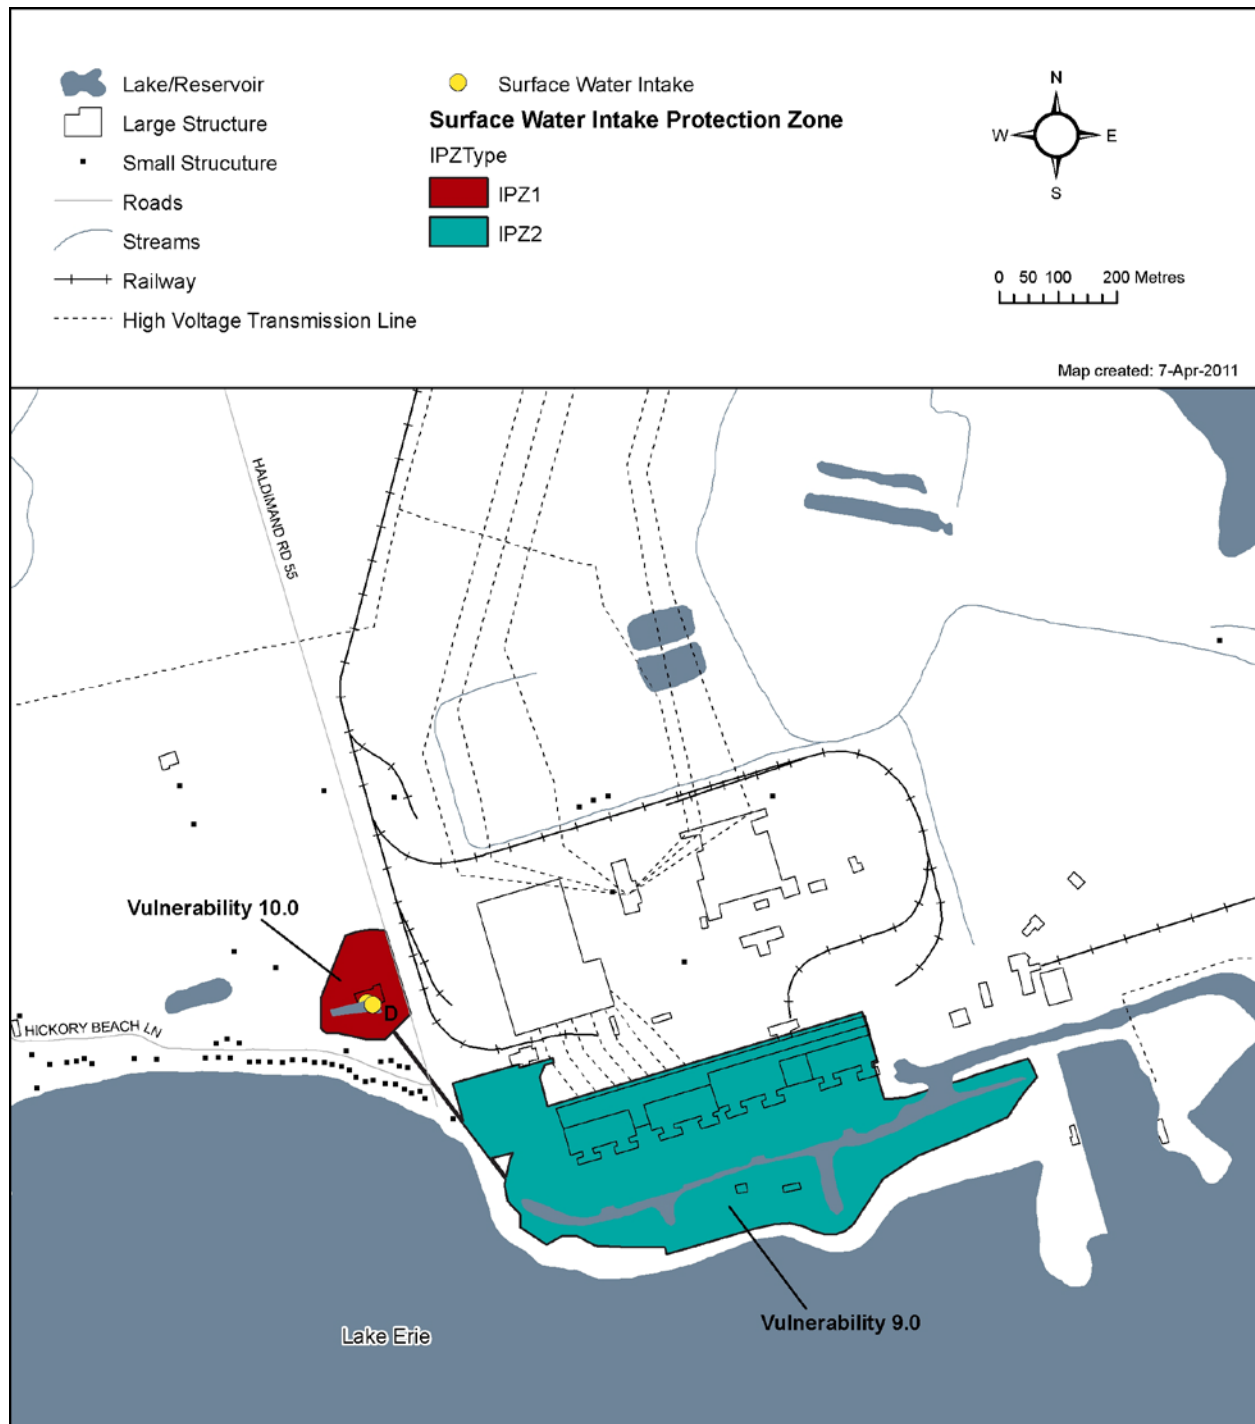 Lake/Reservoir
Large Structure
Small Strucuture
Roads
Streams
Railway
High Voltage Transmission Line
Surface Water Intake
Surface Water Intake Protection Zone
IPZType
IPZ1
IPZ2
N
W E
S
0 50 100 200 Metres
Map created: 7-Apr-2011
HALDIMAND RD 55
Vulnerability 10.0
D
HICKORY BEACH LN
Vulnerability 9.0
Lake Erie